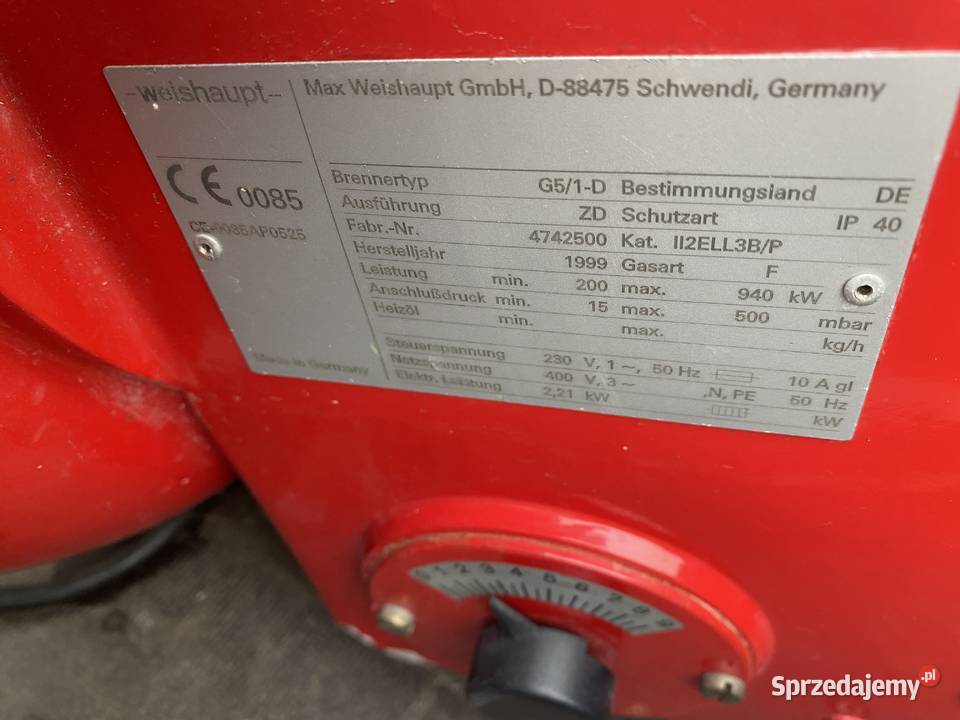 -weishaupt-
Max Weishaupt GmbH, D-88475 Schwendi, Germany
CE 0085
CE-0085AP0525
Brennertyp G5/1-D Bestimmungsland DE
Ausführung ZD Schutzart IP 40
Fabr.-Nr. 4742500 Kat. II2ELL3B/P
Herstelljahr 1999 Gasart F
Leistung min. 200 max. 940 kW
Anschlußdruck min. 15 max. 500 mbar
Heizöl min. max. kg/h
Steuerspannung 230 V, 1~, 50 Hz 10 A gl
Netzspannung 400 V, 3~ ,N, PE 50 Hz
Elektr. Leistung 2,21 kW kW
Made in Germany
0 1 2 3 4 5 6 7 8 9
Sprzedajemy.pl